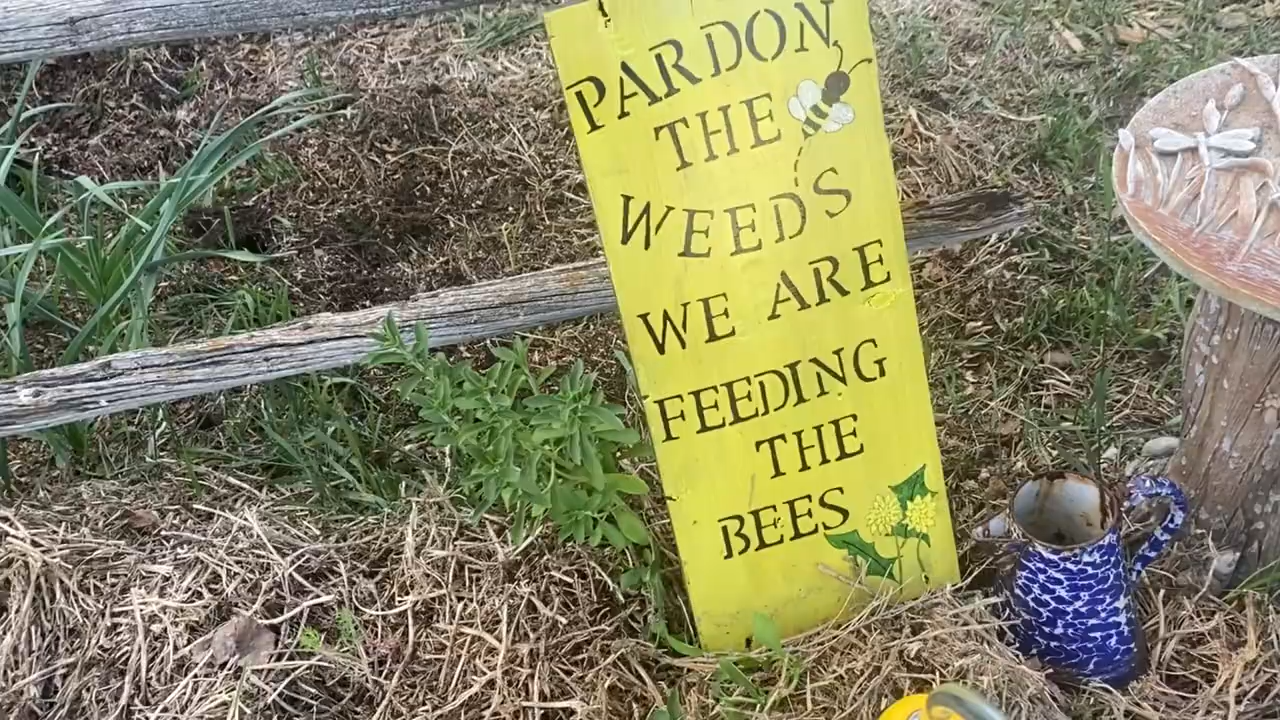 PARDON
THE
WEEDS
WE ARE
FEEDING
THE
BEES